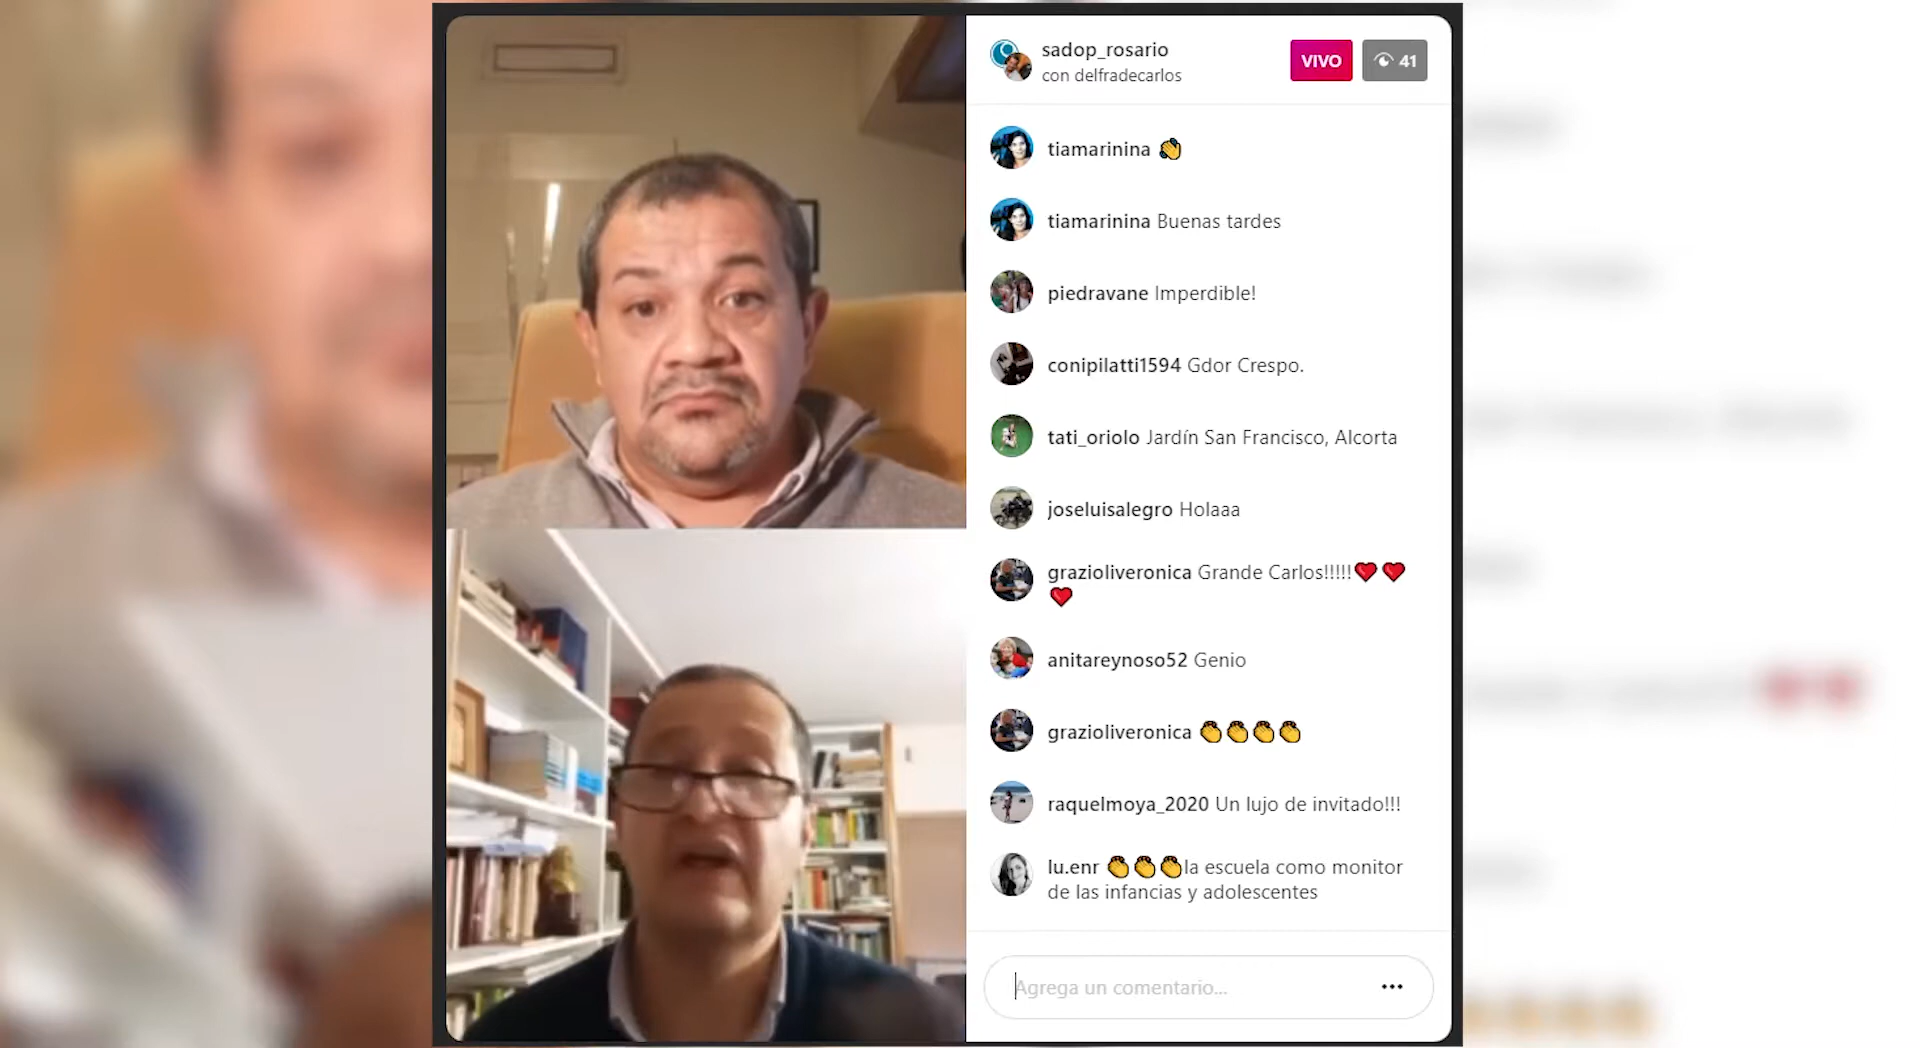 sadop_rosario
con delfradecarlos
VIVO
41
tiamarinina 👏
tiamarinina Buenas tardes
piedravane Imperdible!
conipilatti1594 Gdor Crespo.
tati_oriolo Jardín San Francisco, Alcorta
joseluisalegro Holaaa
grazioliveronica Grande Carlos!!!!!❤️❤️
❤️
anitareynoso52 Genio
grazioliveronica 👏👏👏👏
raquelmoya_2020 Un lujo de invitado!!!
lu.enr 👏👏👏la escuela como monitor
de las infancias y adolescentes
Agrega un comentario...